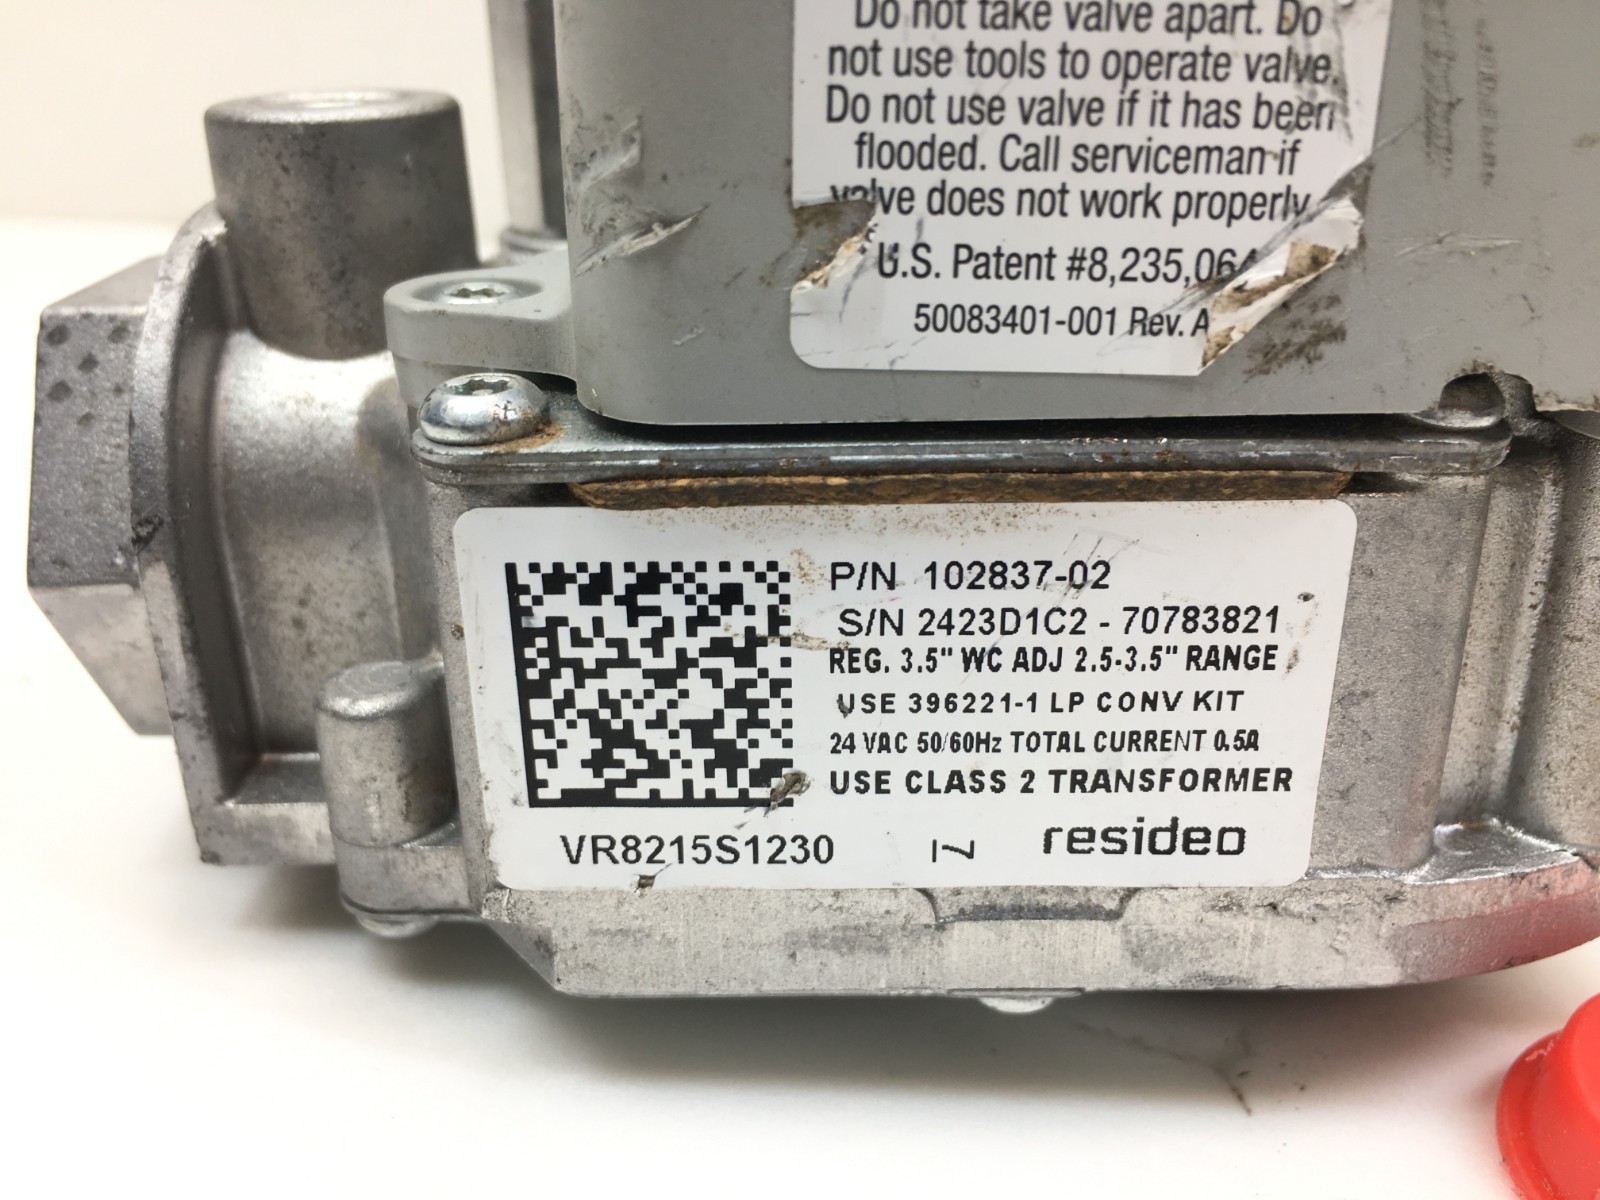 Do not take valve apart. Do
not use tools to operate valve.
Do not use valve if it has been
flooded. Call serviceman if
valve does not work properly
U.S. Patent #8,235,064
50083401-001 Rev. A
P/N 102837-02
S/N 2423D1C2 - 70783821
REG. 3.5" WC ADJ 2.5-3.5" RANGE
USE 396221-1 LP CONV KIT
24 VAC 50/60Hz TOTAL CURRENT 0.5A
USE CLASS 2 TRANSFORMER
VR8215S1230
resideo